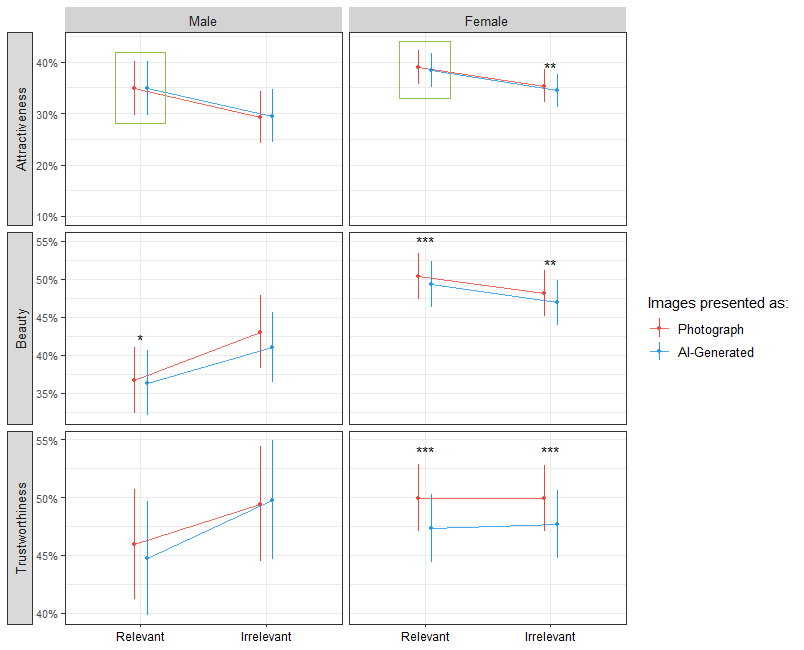 Male Female
Attractiveness
40%
30%
20%
10%
**
Beauty
55%
50%
45%
40%
35%
*
***
**
Trustworthiness
55%
50%
45%
40%
***
***
Relevant Irrelevant Relevant Irrelevant
Images presented as:
Photograph
AI-Generated